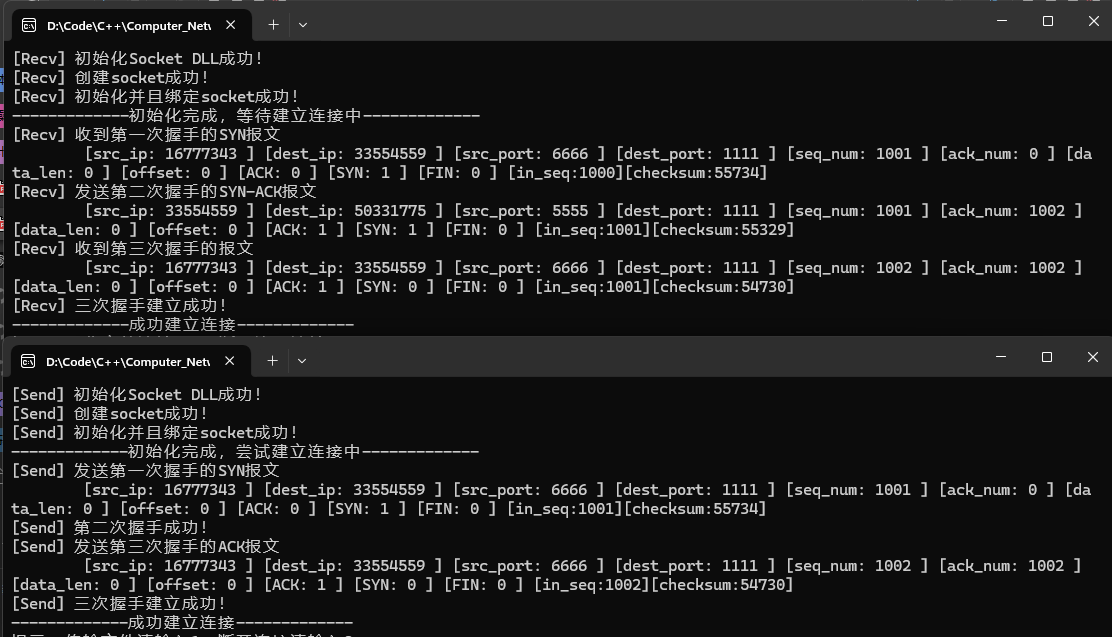 D:\Code\C++\Computer_Net
[Recv] 初始化Socket DLL成功!
[Recv] 创建socket成功!
[Recv] 初始化并且绑定socket成功!
-------------初始化完成, 等待建立连接中-------------
[Recv] 收到第一次握手的SYN报文
[src_ip: 16777343 ] [dest_ip: 33554559 ] [src_port: 6666 ] [dest_port: 1111 ] [seq_num: 1001 ] [ack_num: 0 ] [da
ta_len: 0 ] [offset: 0 ] [ACK: 0 ] [SYN: 1 ] [FIN: 0 ] [in_seq:1000][checksum:55734]
[Recv] 发送第二次握手的SYN-ACK报文
[src_ip: 33554559 ] [dest_ip: 50331775 ] [src_port: 5555 ] [dest_port: 1111 ] [seq_num: 1001 ] [ack_num: 1002 ]
[data_len: 0 ] [offset: 0 ] [ACK: 1 ] [SYN: 1 ] [FIN: 0 ] [in_seq:1001][checksum:55329]
[Recv] 收到第三次握手的报文
[src_ip: 16777343 ] [dest_ip: 33554559 ] [src_port: 6666 ] [dest_port: 1111 ] [seq_num: 1002 ] [ack_num: 1002 ]
[data_len: 0 ] [offset: 0 ] [ACK: 1 ] [SYN: 0 ] [FIN: 0 ] [in_seq:1001][checksum:54730]
[Recv] 三次握手建立成功!
-------------成功建立连接-------------
D:\Code\C++\Computer_Net
[Send] 初始化Socket DLL成功!
[Send] 创建socket成功!
[Send] 初始化并且绑定socket成功!
-------------初始化完成, 尝试建立连接中-------------
[Send] 发送第一次握手的SYN报文
[src_ip: 16777343 ] [dest_ip: 33554559 ] [src_port: 6666 ] [dest_port: 1111 ] [seq_num: 1001 ] [ack_num: 0 ] [da
ta_len: 0 ] [offset: 0 ] [ACK: 0 ] [SYN: 1 ] [FIN: 0 ] [in_seq:1001][checksum:55734]
[Send] 第二次握手成功!
[Send] 发送第三次握手的ACK报文
[src_ip: 16777343 ] [dest_ip: 33554559 ] [src_port: 6666 ] [dest_port: 1111 ] [seq_num: 1002 ] [ack_num: 1002 ]
[data_len: 0 ] [offset: 0 ] [ACK: 1 ] [SYN: 0 ] [FIN: 0 ] [in_seq:1002][checksum:54730]
[Send] 三次握手建立成功!
-------------成功建立连接-------------